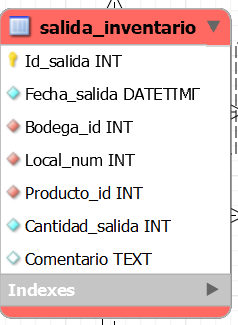 salida_inventario
Id_salida INT
Fecha_salida DATETIME
Bodega_id INT
Local_num INT
Producto_id INT
Cantidad_salida INT
Comentario TEXT
Indexes